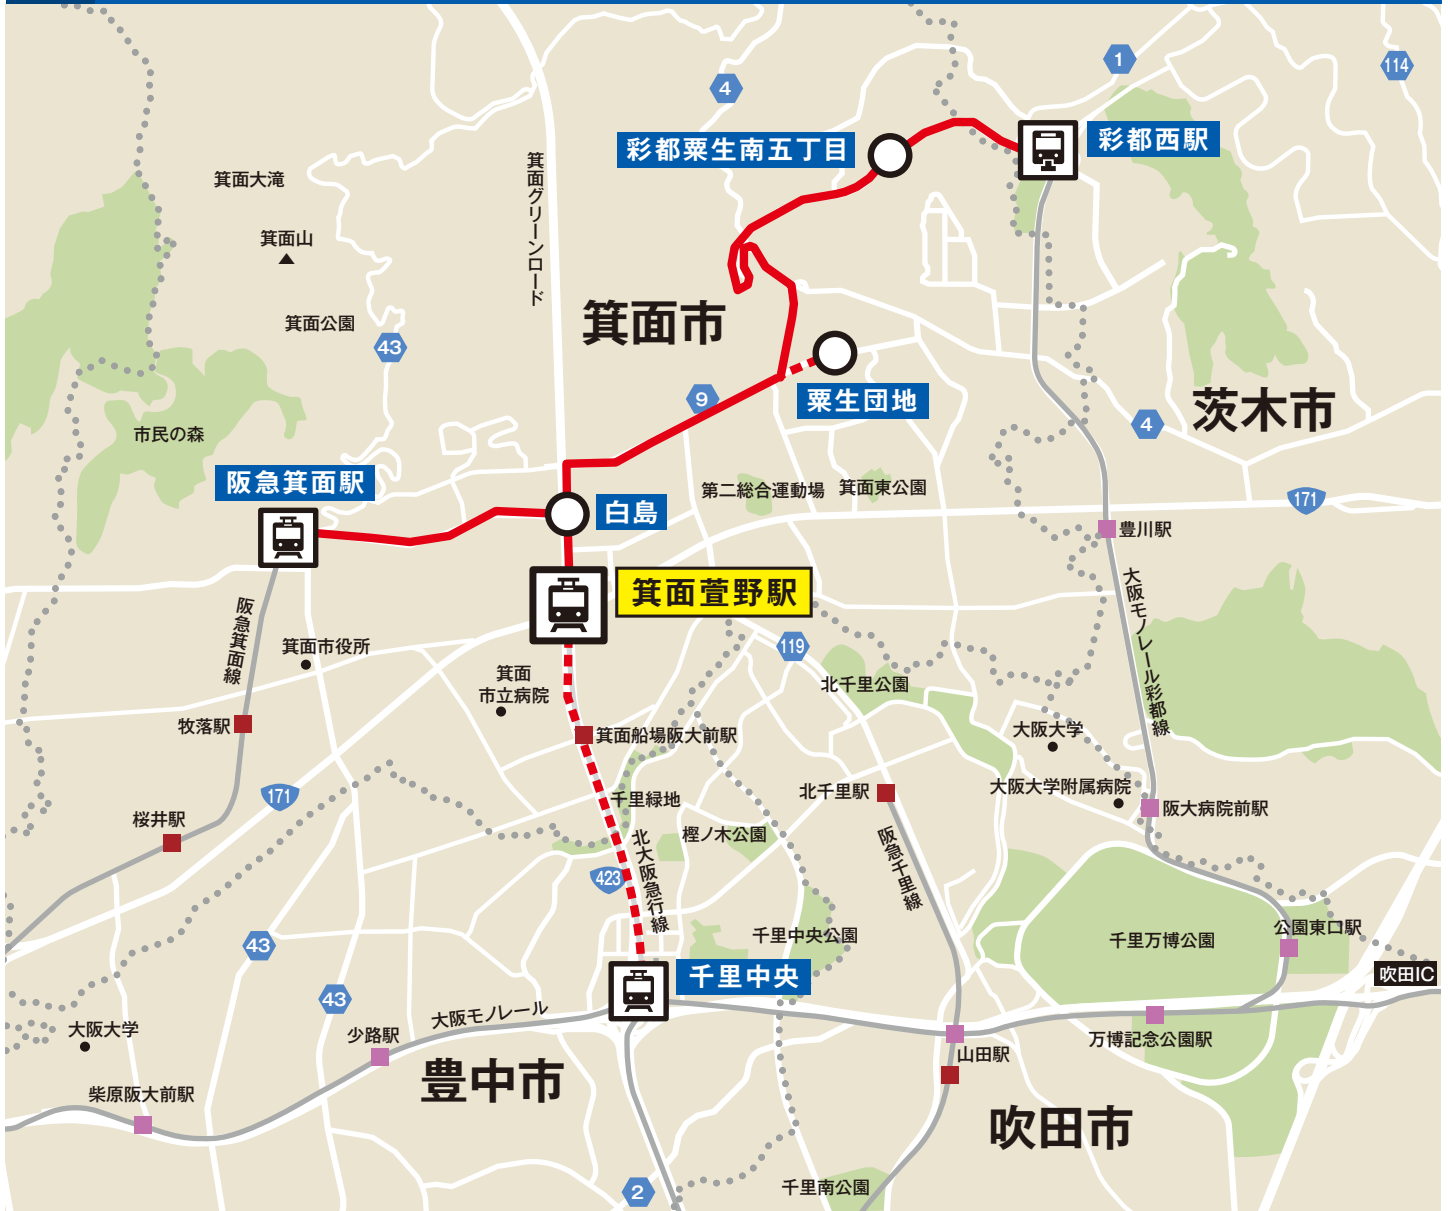 1
114
4
彩都粟生南五丁目
彩都西駅
箕面グリーンロード
箕面大滝
箕面山
箕面市
箕面公園
43
9
粟生団地
茨木市
4
市民の森
阪急箕面駅
第二総合運動場
箕面東公園
171
白島
豊川駅
大阪モノレール彩都線
箕面萱野駅
阪急箕面線
箕面市役所
119
箕面
市立病院
北千里公園
牧落駅
箕面船場阪大前駅
大阪大学
171
千里緑地
北千里駅
大阪大学附属病院
阪大病院前駅
桜井駅
北大阪急行線
樫ノ木公園
阪急千里線
423
43
千里中央公園
千里万博公園
公園東口駅
千里中央
吹田IC
43
大阪モノレール
大阪大学
少路駅
万博記念公園駅
山田駅
豊中市
柴原阪大前駅
吹田市
2
千里南公園